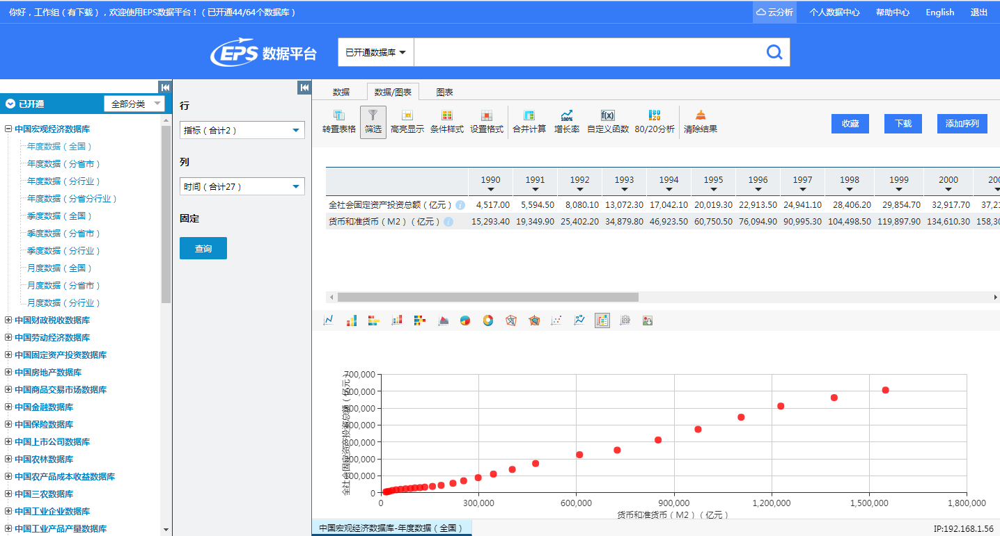 你好，工作组（有下载），欢迎使用EPS数据平台！（已开通44/64个数据库）
云分析 个人数据中心 帮助中心 English 退出
EPS 数据平台
已开通数据库
已开通 全部分类
中国宏观经济数据库
年度数据（全国）
年度数据（分省市）
年度数据（分行业）
年度数据（分省分行业）
季度数据（全国）
季度数据（分省市）
季度数据（分行业）
月度数据（全国）
月度数据（分省市）
月度数据（分行业）
中国财政税收数据库
中国劳动经济数据库
中国固定资产投资数据库
中国房地产数据库
中国商品交易市场数据库
中国金融数据库
中国保险数据库
中国上市公司数据库
中国农林数据库
中国农产品成本收益数据库
中国三农数据库
中国工业企业数据库
中国工业产品产量数据库
行
指标（合计2）
列
时间（合计27）
固定
查询
数据 数据/图表 图表
转置表格 筛选 高亮显示 条件样式 设置格式 合并计算 100% 增长率 f(x) 自定义函数 80/20分析 清除结果
收藏 下载 添加序列
1990 1991 1992 1993 1994 1995 1996 1997 1998 1999 2000 200
全社会固定资产投资总额（亿元） 4,517.00 5,594.50 8,080.10 13,072.30 17,042.10 20,019.30 22,913.50 24,941.10 28,406.20 29,854.70 32,917.70 37,21
货币和准货币（M2）（亿元） 15,293.40 19,349.90 25,402.20 34,879.80 46,923.50 60,750.50 76,094.90 90,995.30 104,498.50 119,897.90 134,610.30 158,30
全社会固定资产投资总额（亿元）
700,000
600,000
500,000
400,000
300,000
200,000
100,000
0
0 300,000 600,000 900,000 1,200,000 1,500,000 1,800,000
货币和准货币（M2）（亿元）
中国宏观经济数据库-年度数据（全国）
IP:192.168.1.56